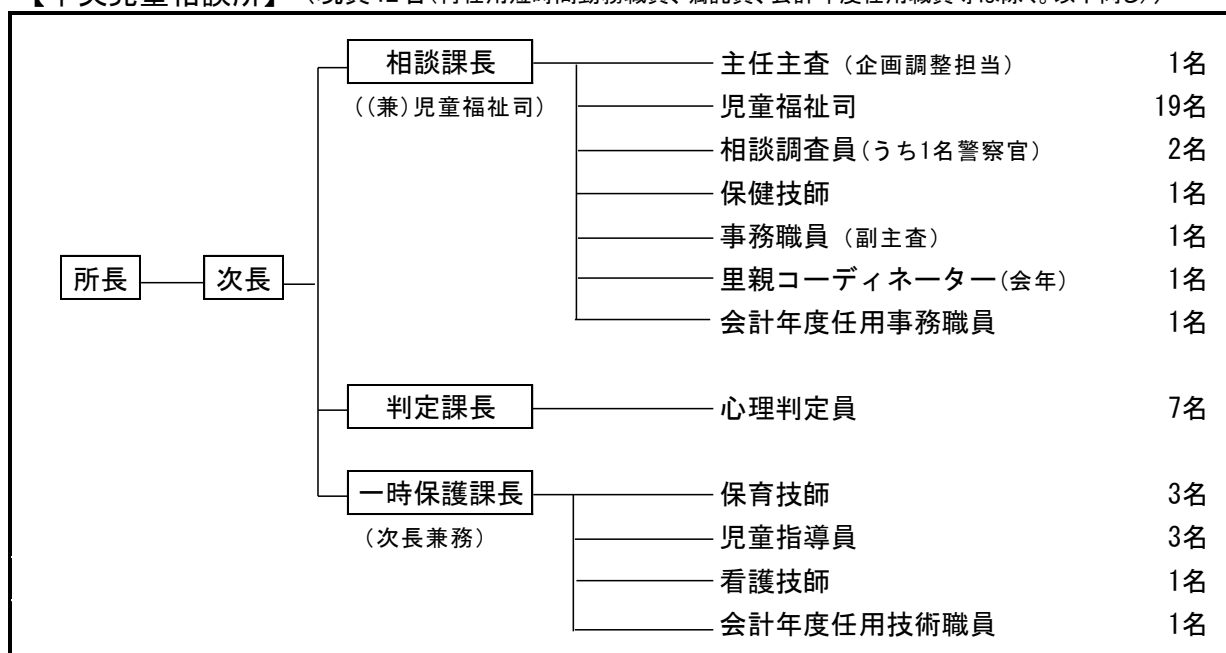 相談課長 主任主査（企画調整担当） 1名
((兼)児童福祉司) 児童福祉司 19名
相談調査員(うち1名警察官) 2名
保健技師 1名
事務職員（副主査） 1名
所長 次長 里親コーディネーター(会年) 1名
会計年度任用事務職員 1名
判定課長 心理判定員 7名
一時保護課長 保育技師 3名
（次長兼務） 児童指導員 3名
看護技師 1名
会計年度任用技術職員 1名